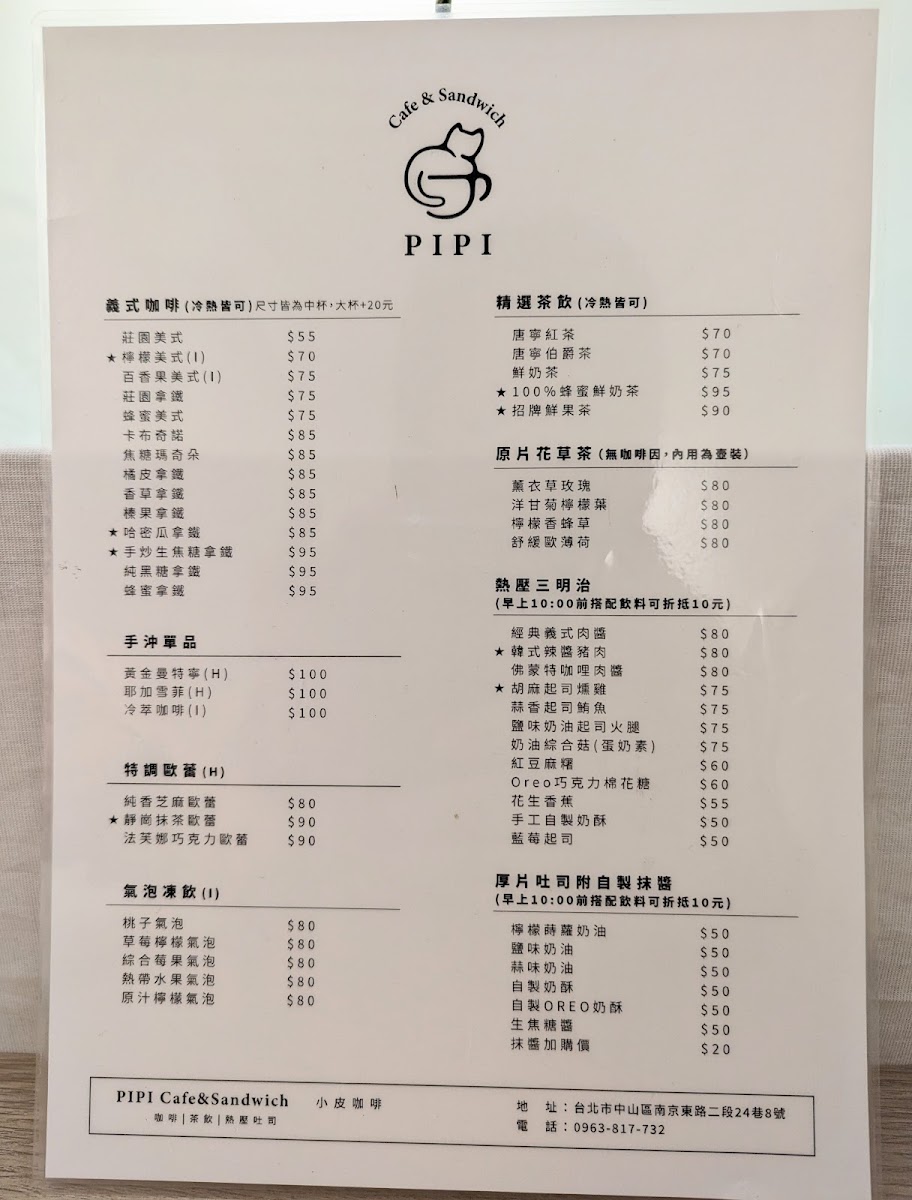 Cafe & Sandwich
PIPI
義式咖啡(冷熱皆可)尺寸皆為中杯,大杯+20元
莊園美式 $55
★檸檬美式(I) $70
百香果美式(I) $75
莊園拿鐵 $75
蜂蜜美式 $75
卡布奇諾 $85
焦糖瑪奇朵 $85
橘皮拿鐵 $85
香草拿鐵 $85
榛果拿鐵 $85
★哈密瓜拿鐵 $85
★手炒生焦糖拿鐵 $95
純黑糖拿鐵 $95
蜂蜜拿鐵 $95
手沖單品
黃金曼特寧(H) $100
耶加雪菲(H) $100
冷萃咖啡(I) $100
特調歐蕾(H)
純香芝麻歐蕾 $80
★靜岡抹茶歐蕾 $90
法芙娜巧克力歐蕾 $90
氣泡凍飲(I)
桃子氣泡 $80
草莓檸檬氣泡 $80
綜合莓果氣泡 $80
熱帶水果氣泡 $80
原汁檸檬氣泡 $80
精選茶飲(冷熱皆可)
唐寧紅茶 $70
唐寧伯爵茶 $70
鮮奶茶 $75
★100%蜂蜜鮮奶茶 $95
★招牌鮮果茶 $90
原片花草茶(無咖啡因,內用為壺裝)
薰衣草玫瑰 $80
洋甘菊檸檬葉 $80
檸檬香蜂草 $80
舒緩歐薄荷 $80
熱壓三明治
(早上10:00前搭配飲料可折抵10元)
經典義式肉醬 $80
★韓式辣醬豬肉 $80
佛蒙特咖哩肉醬 $80
★胡麻起司燻雞 $75
蒜香起司鮪魚 $75
鹽味奶油起司火腿 $75
奶油綜合菇(蛋奶素) $75
紅豆麻糬 $60
Oreo巧克力棉花糖 $60
花生香蕉 $55
手工自製奶酥 $50
藍莓起司 $50
厚片吐司附自製抹醬
(早上10:00前搭配飲料可折抵10元)
檸檬蒔蘿奶油 $50
鹽味奶油 $50
蒜味奶油 $50
自製奶酥 $50
自製OREO奶酥 $50
生焦糖醬 $50
抹醬加購價 $20
PIPI Cafe&Sandwich 小皮咖啡
咖啡|茶飲|熱壓吐司
地 址:台北市中山區南京東路二段24巷8號
電 話:0963-817-732